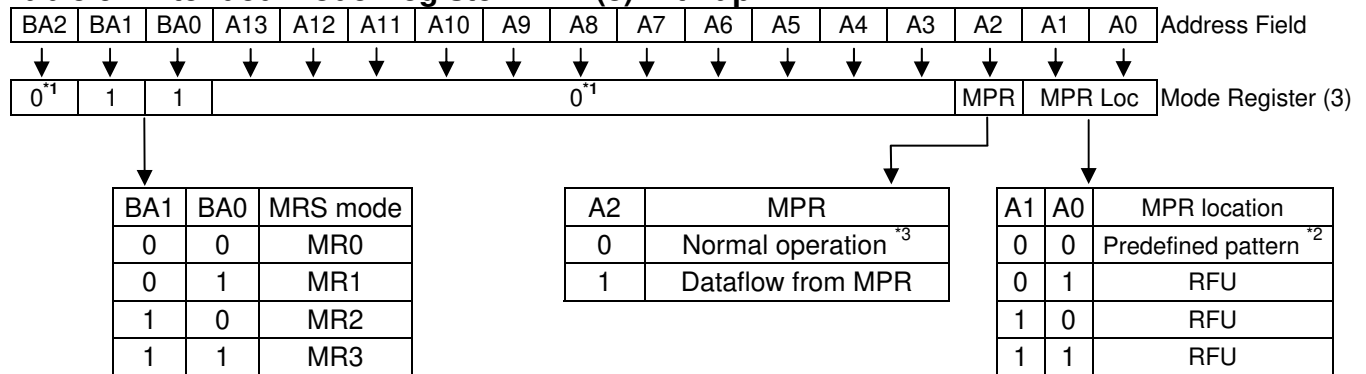 BA2 BA1 BA0 A13 A12 A11 A10 A9 A8 A7 A6 A5 A4 A3 A2 A1 A0 Address Field
0*1 1 1 0*1 MPR MPR Loc Mode Register (3)
BA1 BA0 MRS mode
0 0 MR0
0 1 MR1
1 0 MR2
1 1 MR3
A2 MPR
0 Normal operation *3
1 Dataflow from MPR
A1 A0 MPR location
0 0 Predefined pattern *2
0 1 RFU
1 0 RFU
1 1 RFU